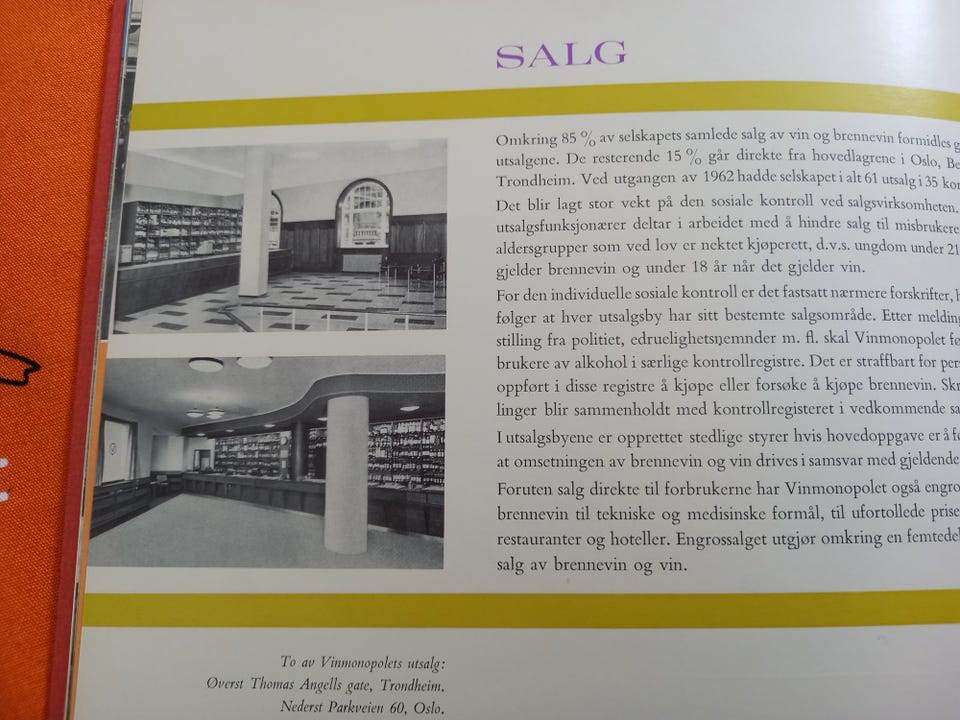 SALG
Omkring 85 % av selskapets samlede salg av vin og brennevin formidles
utsalgene. De resterende 15 % går direkte fra hovedlagrene i Oslo,
Trondheim. Ved utgangen av 1962 hadde selskapet i alt 61 utsalg i 35
Det blir lagt stor vekt på den sosiale kontroll ved salgsvirksomheten.
utsalgsfunksjonærer deltar i arbeidet med å hindre salg til
aldersgrupper som ved lov er nektet kjøperett, d.v.s. ungdom under 21
gjelder brennevin og under 18 år når det gjelder vin.
For den individuelle sosiale kontroll er det fastsatt nærmere forskrifter,
følger at hver utsalgsby har sitt bestemte salgsområde. Etter
stilling fra politiet, edruelighetsnemnder m. fl. skal Vinmonopolet
brukere av alkohol i særlige kontrollregistre. Det er straffbart for
oppført i disse registre å kjøpe eller forsøke å kjøpe brennevin.
linger blir sammenholdt med kontrollregisteret i vedkommende
I utsalgsbyene er opprettet stedlige styrer hvis hovedoppgave er å
at omsetningen av brennevin og vin drives i samsvar med gjeldende
Foruten salg direkte til forbrukerne har Vinmonopolet også
brennevin til tekniske og medisinske formål, til ufortollede
restauranter og hoteller. Engrossalget utgjør omkring en
salg av brennevin og vin.
To av Vinmonopolets utsalg:
Øverst Thomas Angells gate, Trondheim.
Nederst Parkveien 60, Oslo.